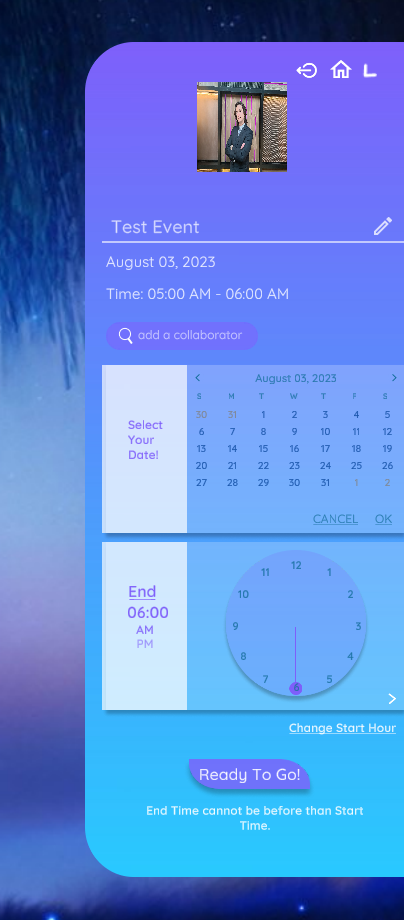 Test Event
August 03, 2023
Time: 05:00 AM - 06:00 AM
add a collaborator
Select
Your
Date!
August 03, 2023
S M T W T F S
30 31 1 2 3 4 5
6 7 8 9 10 11 12
13 14 15 16 17 18 19
20 21 22 23 24 25 26
27 28 29 30 31 1 2
CANCEL OK
End
06:00
AM
PM
12
11 1
10 2
9 3
8 4
7 5
6
Change Start Hour
Ready To Go!
End Time cannot be before than Start
Time.